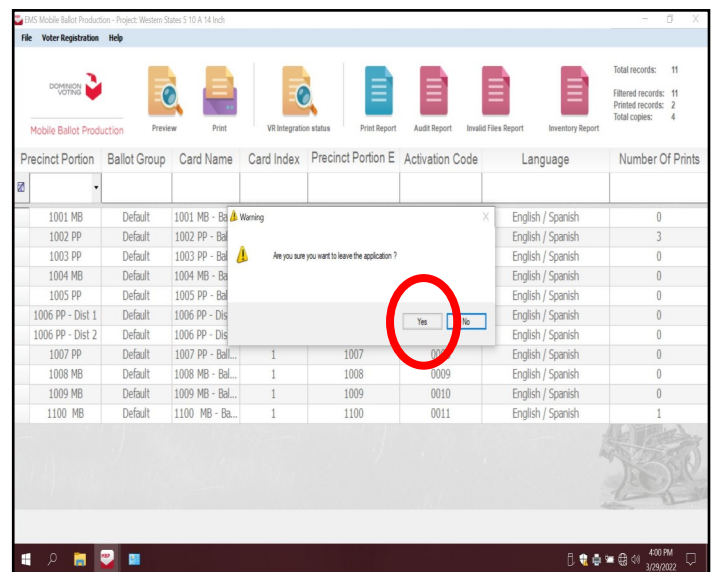 EMS Mobile Ballot Production - Project: Western States 5 10 A 14 Inch
File Voter Registration Help
DOMINION
VOTING
Mobile Ballot Production
Preview Print VR Integration status Print Report Audit Report Invalid Files Report Inventory Report
Total records: 11
Filtered records: 11
Printed records: 2
Total copies: 4
Precinct Portion Ballot Group Card Name Card Index Precinct Portion E Activation Code Language Number Of Prints
1001 MB Default 1001 MB - Ba English / Spanish 0
1002 PP Default 1002 PP - Bal English / Spanish 3
1003 PP Default 1003 PP - Bal English / Spanish 0
1004 MB Default 1004 MB - Ba English / Spanish 0
1005 PP Default 1005 PP - Bal English / Spanish 0
1006 PP - Dist 1 Default 1006 PP - Dis English / Spanish 0
1006 PP - Dist 2 Default 1006 PP - Dis English / Spanish 0
1007 PP Default 1007 PP - Ball... 1 1007 English / Spanish 0
1008 MB Default 1008 MB - Bal... 1 1008 0009 English / Spanish 0
1009 MB Default 1009 MB - Bal... 1 1009 0010 English / Spanish 0
1100 MB Default 1100 MB - Ba... 1 1100 0011 English / Spanish 1
Warning
Are you sure you want to leave the application ?
Yes No
MBP
4:00 PM
3/29/2022